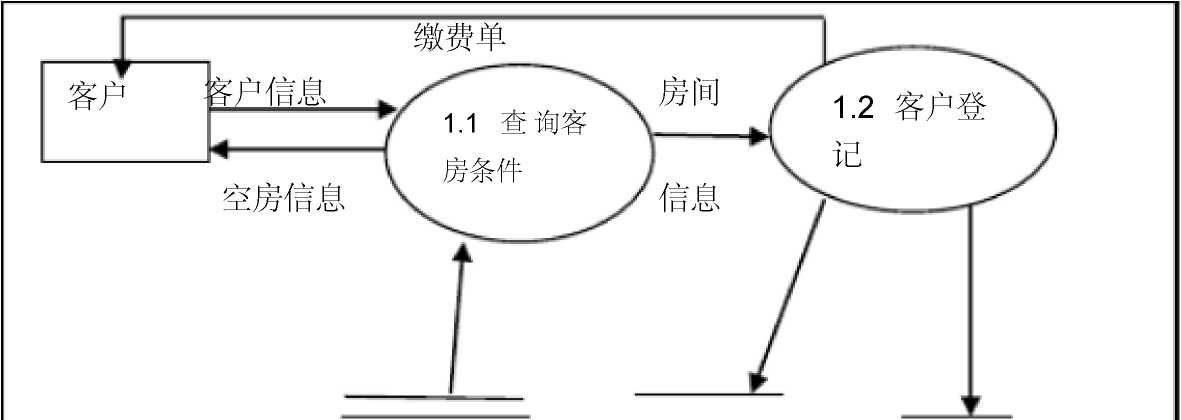 缴费单
客户
客户信息
空房信息
1.1 查 询客
房条件
房间
信息
1.2 客户登
记